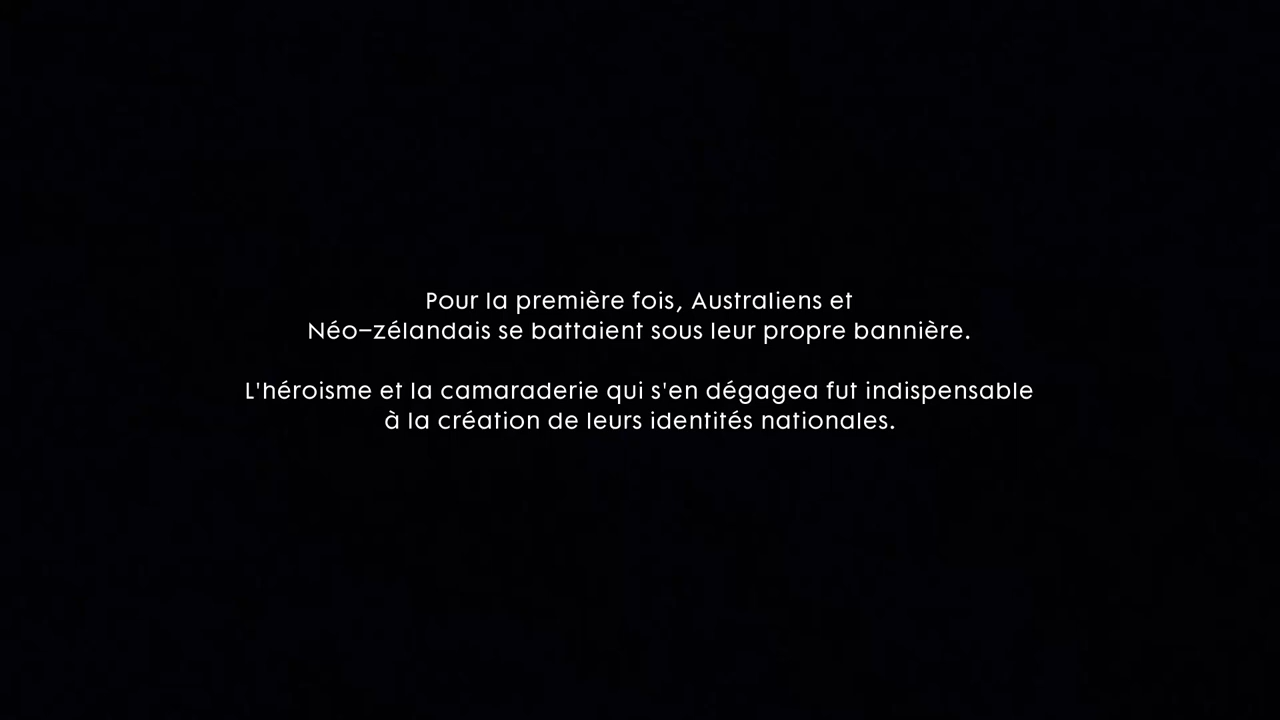 Pour la première fois, Australiens et
Néo-zélandais se battaient sous leur propre bannière.
L'héroisme et la camaraderie qui s'en dégagea fut indispensable
à la création de leurs identités nationales.